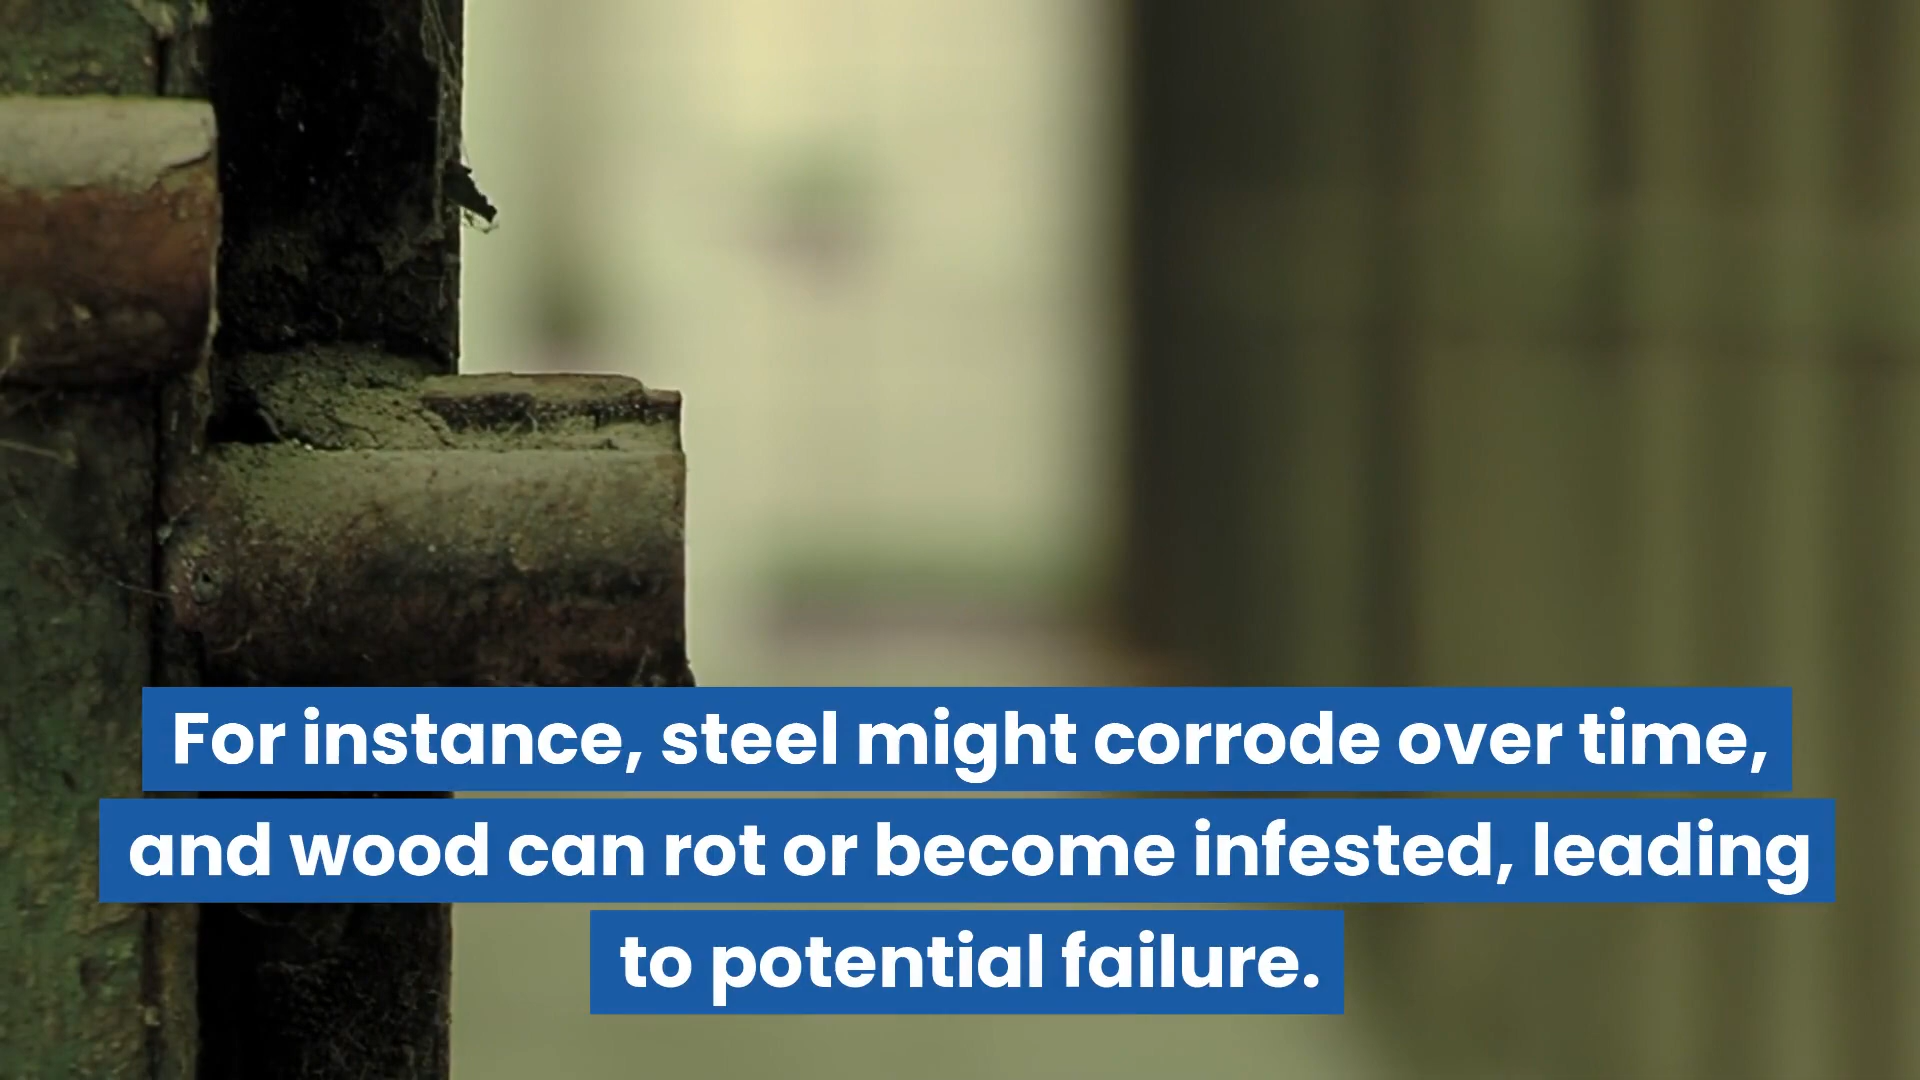 For instance, steel might corrode over time,
and wood can rot or become infested, leading
to potential failure.